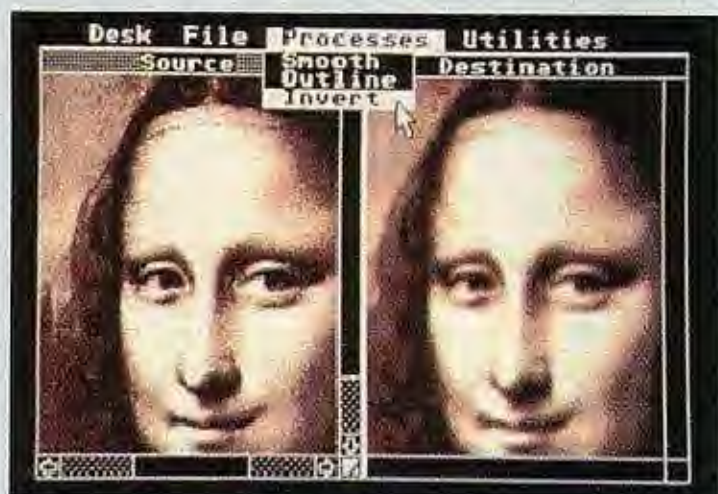 Desk File Processes Utilities
Source Smooth Destination
Outline
Invert